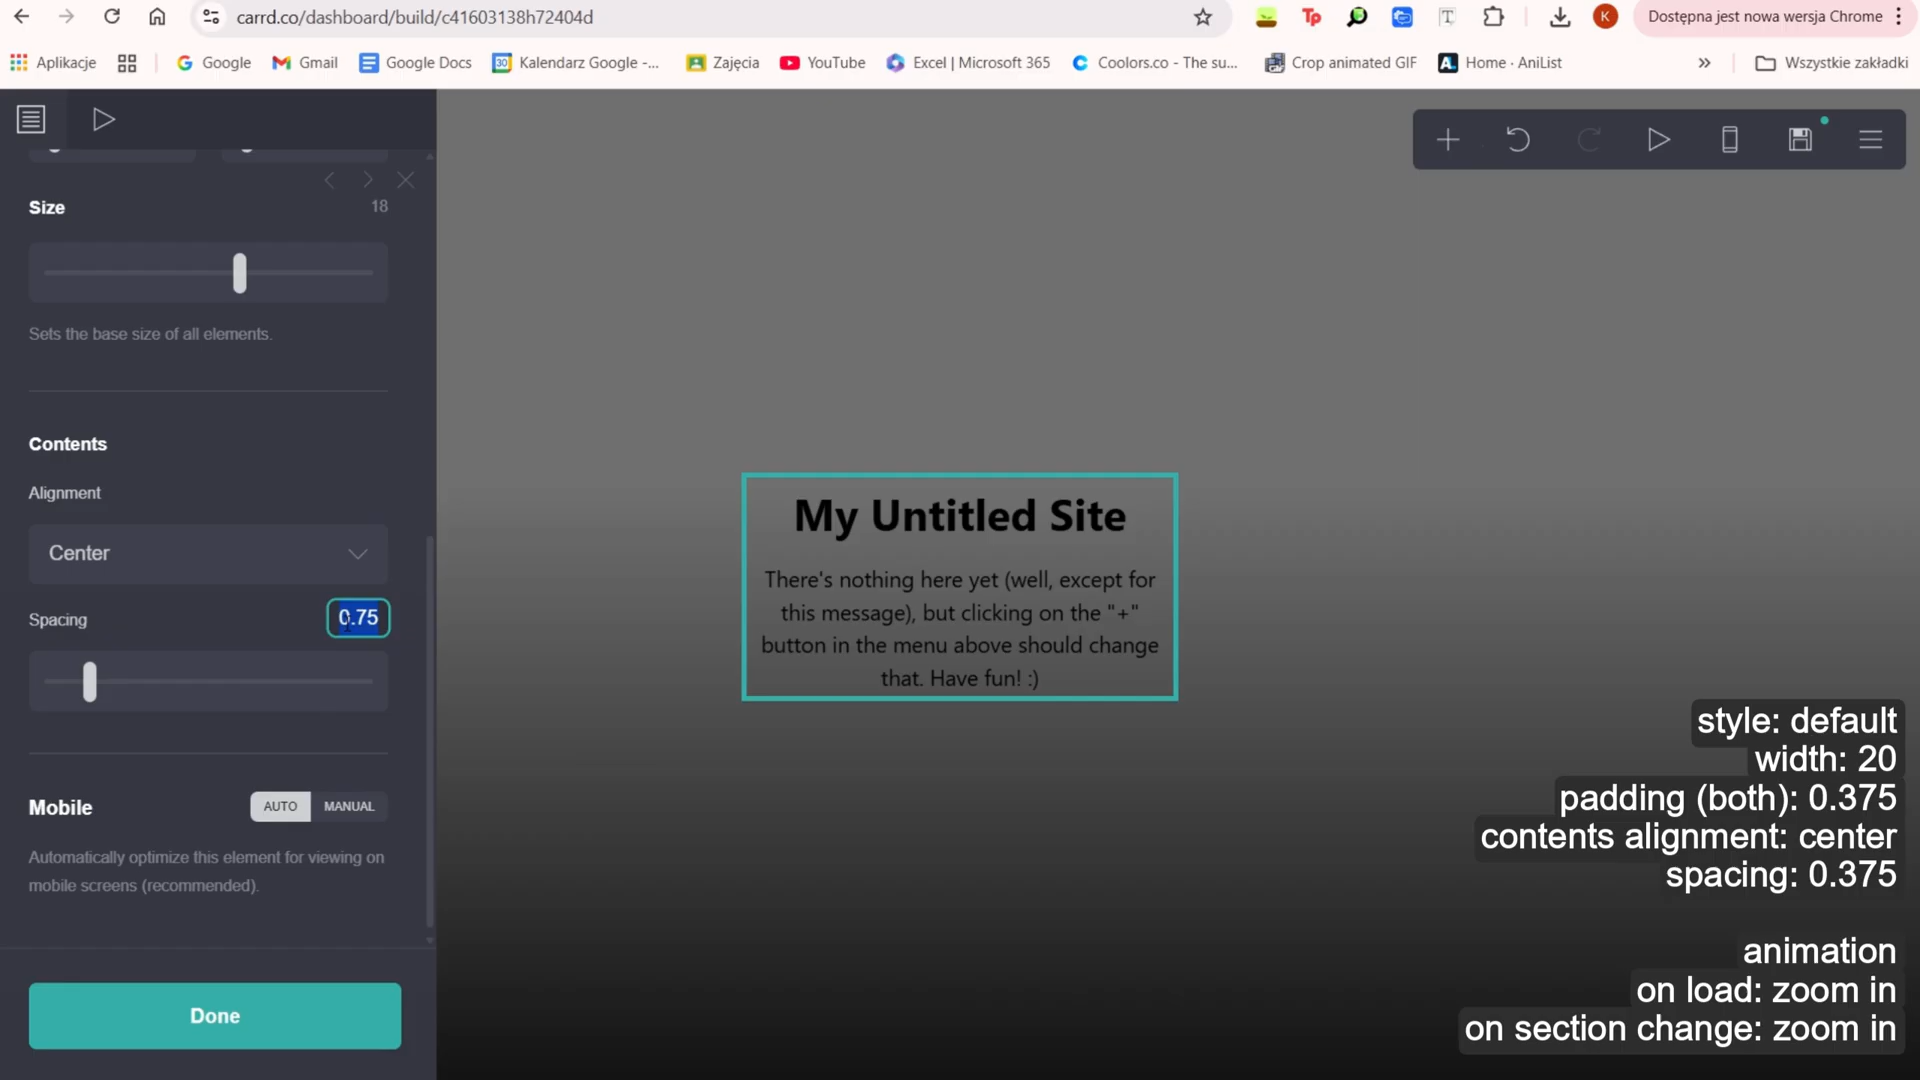 carrd.co/dashboard/build/c41603138h72404d
K
Dostępna jest nowa wersja Chrome
Aplikacje
Google
Gmail
Google Docs
Kalendarz Google -...
Zajęcia
YouTube
Excel | Microsoft 365
Coolors.co - The su...
Crop animated GIF
Home · AniList
Wszystkie zakładki
Size
18
Sets the base size of all elements.
Contents
Alignment
Center
Spacing
0.75
Mobile
AUTO
MANUAL
Automatically optimize this element for viewing on
mobile screens (recommended).
Done
My Untitled Site
There's nothing here yet (well, except for
this message), but clicking on the "+"
button in the menu above should change
that. Have fun! :)
style: default
width: 20
padding (both): 0.375
contents alignment: center
spacing: 0.375
animation
on load: zoom in
on section change: zoom in